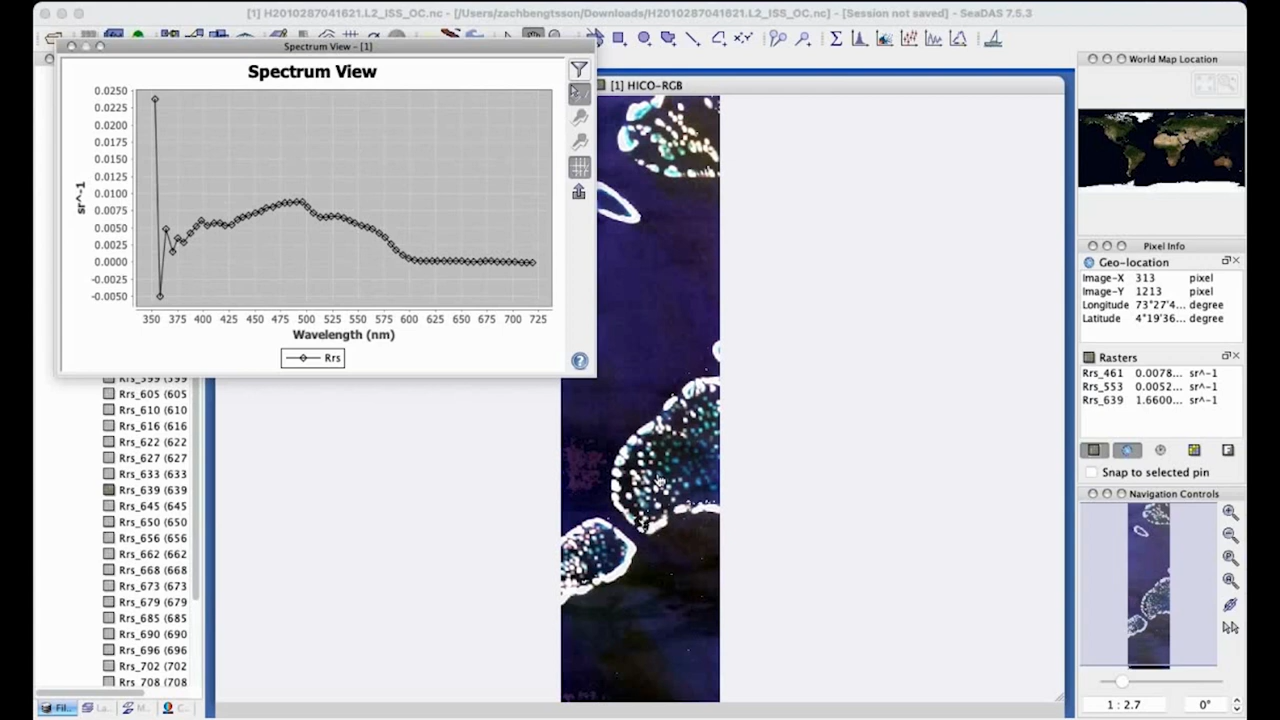 [1] H2010287041621.L2_ISS_OC.nc - [/Users/zachbengtsson/Downloads/H2010287041621.L2_ISS_OC.nc] - [Session not saved] - SeaDAS 7.5.3
Spectrum View - [1]
Spectrum View
0.0250
0.0225
0.0200
0.0175
0.0150
0.0125
0.0100
0.0075
0.0050
0.0025
0.0000
-0.0025
-0.0050
sr^-1
350 375 400 425 450 475 500 525 550 575 600 625 650 675 700 725
Wavelength (nm)
Rrs
[1] HICO-RGB
Rrs_599 (599
Rrs_605 (605
Rrs_610 (610
Rrs_616 (616
Rrs_622 (622
Rrs_627 (627
Rrs_633 (633
Rrs_639 (639
Rrs_645 (645
Rrs_650 (650
Rrs_656 (656
Rrs_662 (662
Rrs_668 (668
Rrs_673 (673
Rrs_679 (679
Rrs_685 (685
Rrs_690 (690
Rrs_696 (696
Rrs_702 (702
Rrs_708 (708
Fil... La... M... C...
World Map Location
Pixel Info
Geo-location
Image-X 313 pixel
Image-Y 1213 pixel
Longitude 73°27'4... degree
Latitude 4°19'36... degree
Rasters
Rrs_461 0.0078... sr^-1
Rrs_553 0.0052... sr^-1
Rrs_639 1.6600... sr^-1
Snap to selected pin
Navigation Controls
1 : 2.7 0°